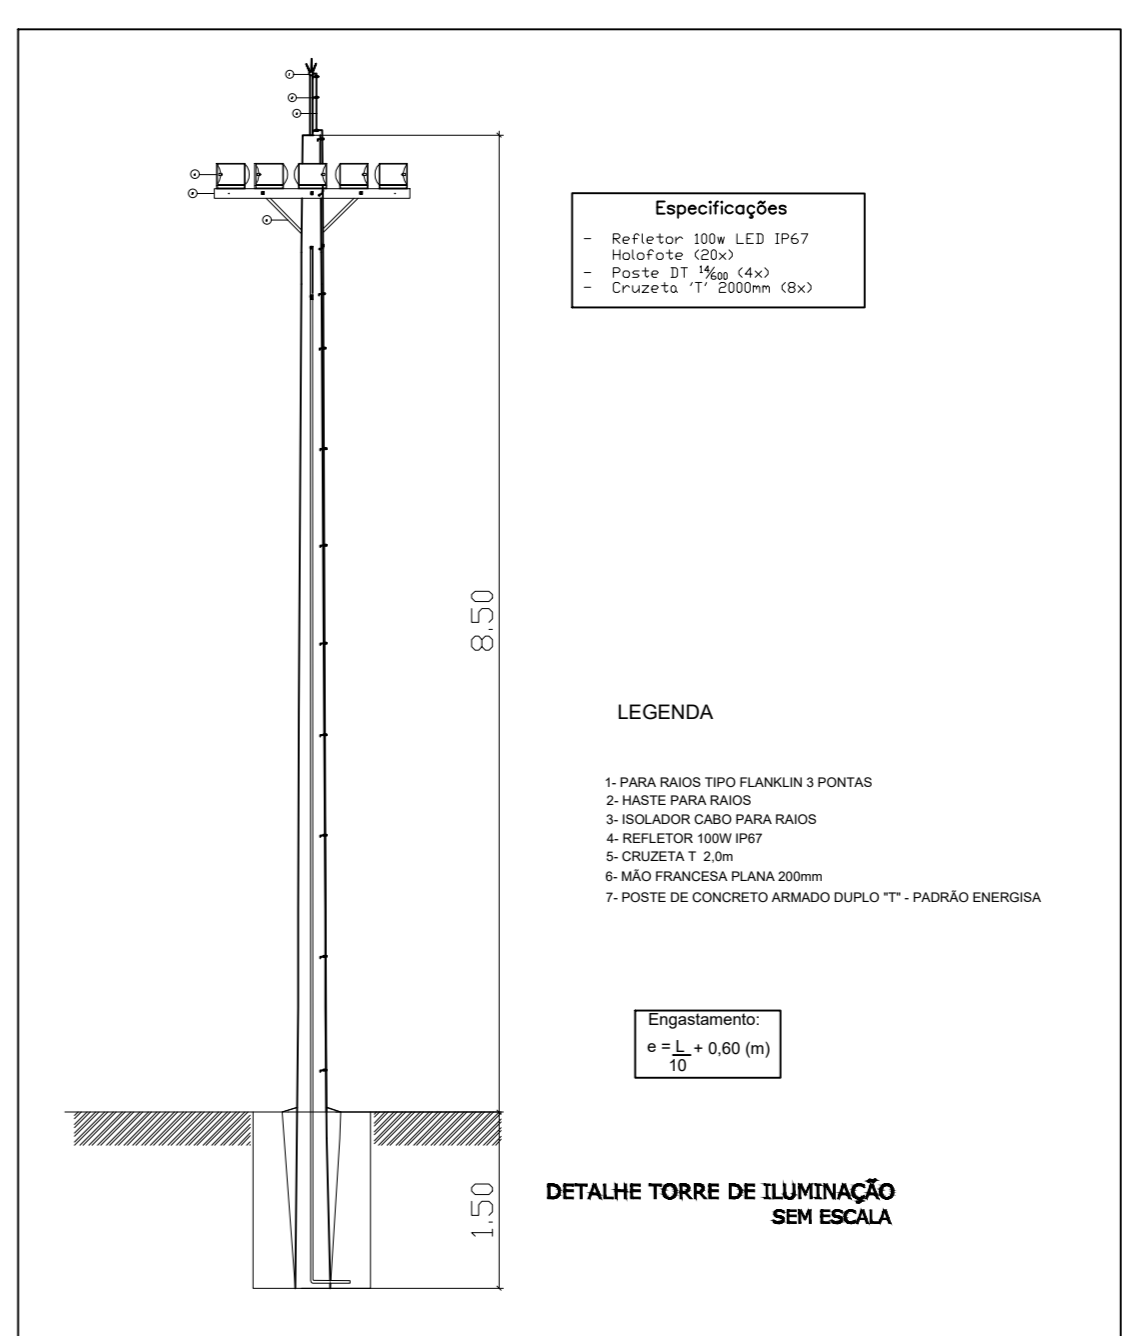 Especificações
- Refletor 100w LED IP67
Holofote (20x)
- Poste DT 14/600 (4x)
- Cruzeta 'T' 2000mm (8x)
8.50
LEGENDA
1- PARA RAIOS TIPO FLANKLIN 3 PONTAS
2- HASTE PARA RAIOS
3- ISOLADOR CABO PARA RAIOS
4- REFLETOR 100W IP67
5- CRUZETA T 2,0m
6- MÃO FRANCESA PLANA 200mm
7- POSTE DE CONCRETO ARMADO DUPLO "T" - PADRÃO ENERGISA
Engastamento:
e = L/10 + 0,60 (m)
1.50
DETALHE TORRE DE ILUMINAÇÃO
SEM ESCALA